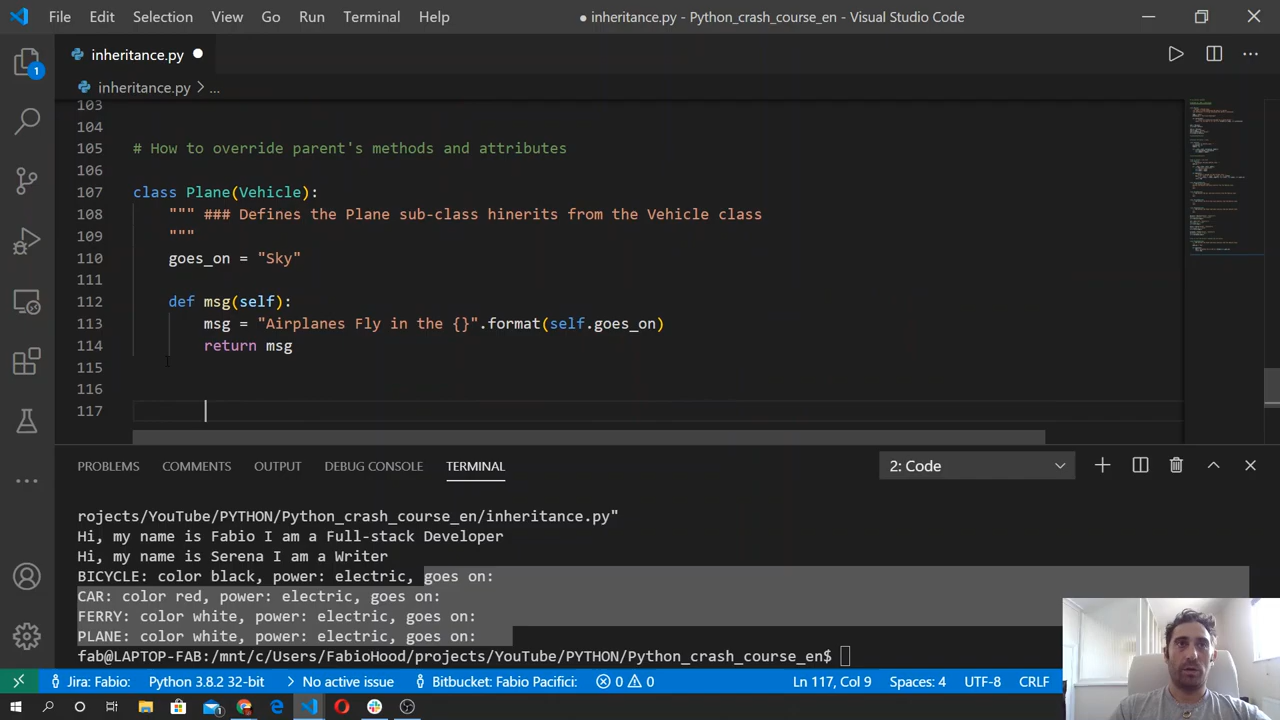 File Edit Selection View Go Run Terminal Help
● inheritance.py - Python_crash_course_en - Visual Studio Code
inheritance.py ●
inheritance.py > ...
1
103
104
105 # How to override parent's methods and attributes
106
107 class Plane(Vehicle):
108 """ ### Defines the Plane sub-class hinerits from the Vehicle class
109 """
110 goes_on = "Sky"
111
112 def msg(self):
113 msg = "Airplanes Fly in the {}".format(self.goes_on)
114 return msg
115
116
117
PROBLEMS COMMENTS OUTPUT DEBUG CONSOLE TERMINAL 2: Code
rojects/YouTube/PYTHON/Python_crash_course_en/inheritance.py"
Hi, my name is Fabio I am a Full-stack Developer
Hi, my name is Serena I am a Writer
BICYCLE: color black, power: electric, goes on:
CAR: color red, power: electric, goes on:
FERRY: color white, power: electric, goes on:
PLANE: color white, power: electric, goes on:
fab@LAPTOP-FAB:/mnt/c/Users/FabioHood/projects/YouTube/PYTHON/Python_crash_course_en$
Jira: Fabio: Python 3.8.2 32-bit > No active issue Bitbucket: Fabio Pacifici: 0 0 Ln 117, Col 9 Spaces: 4 UTF-8 CRLF